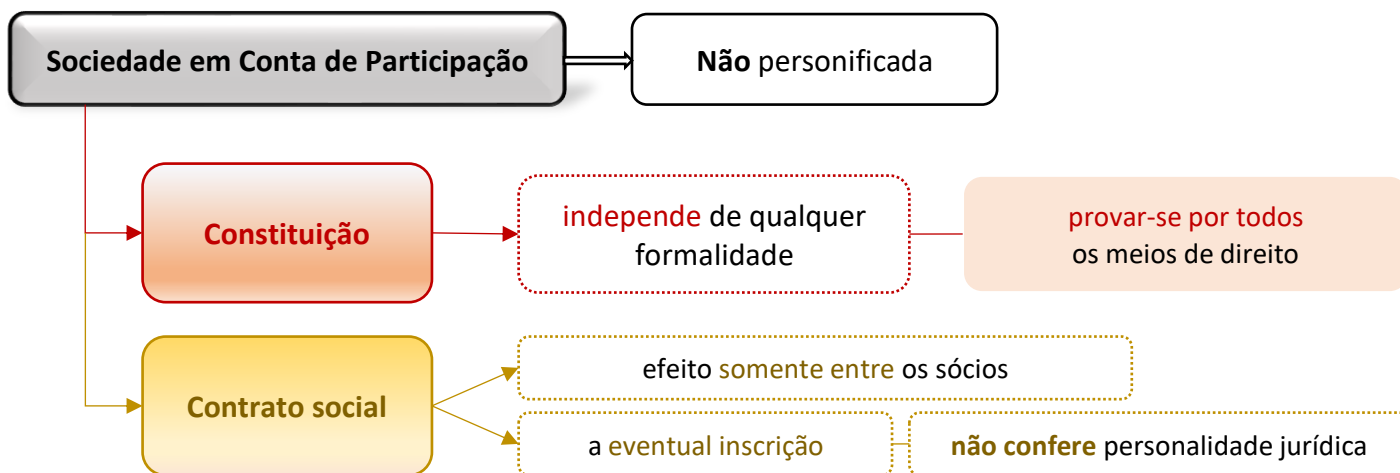 Sociedade em Conta de Participação
Não personificada
Constituição
independe de qualquer
formalidade
provar-se por todos
os meios de direito
Contrato social
efeito somente entre os sócios
a eventual inscrição
não confere personalidade jurídica